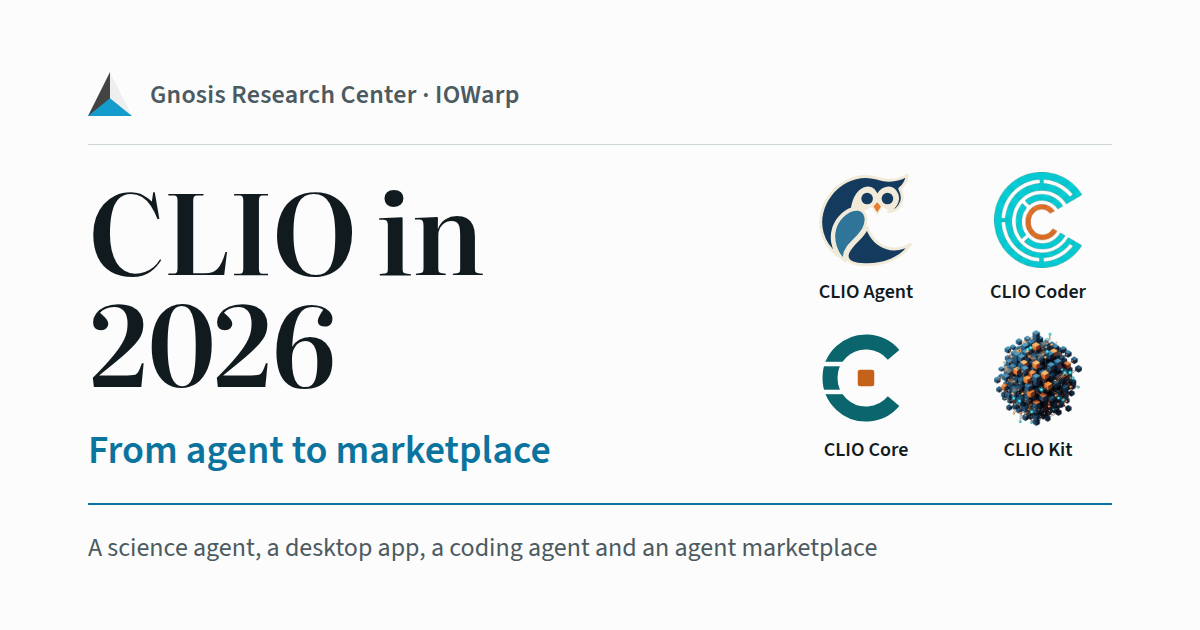 Gnosis Research Center · IOWarp
CLIO in
2026
From agent to marketplace
CLIO Agent
CLIO Coder
CLIO Core
CLIO Kit
A science agent, a desktop app, a coding agent and an agent marketplace